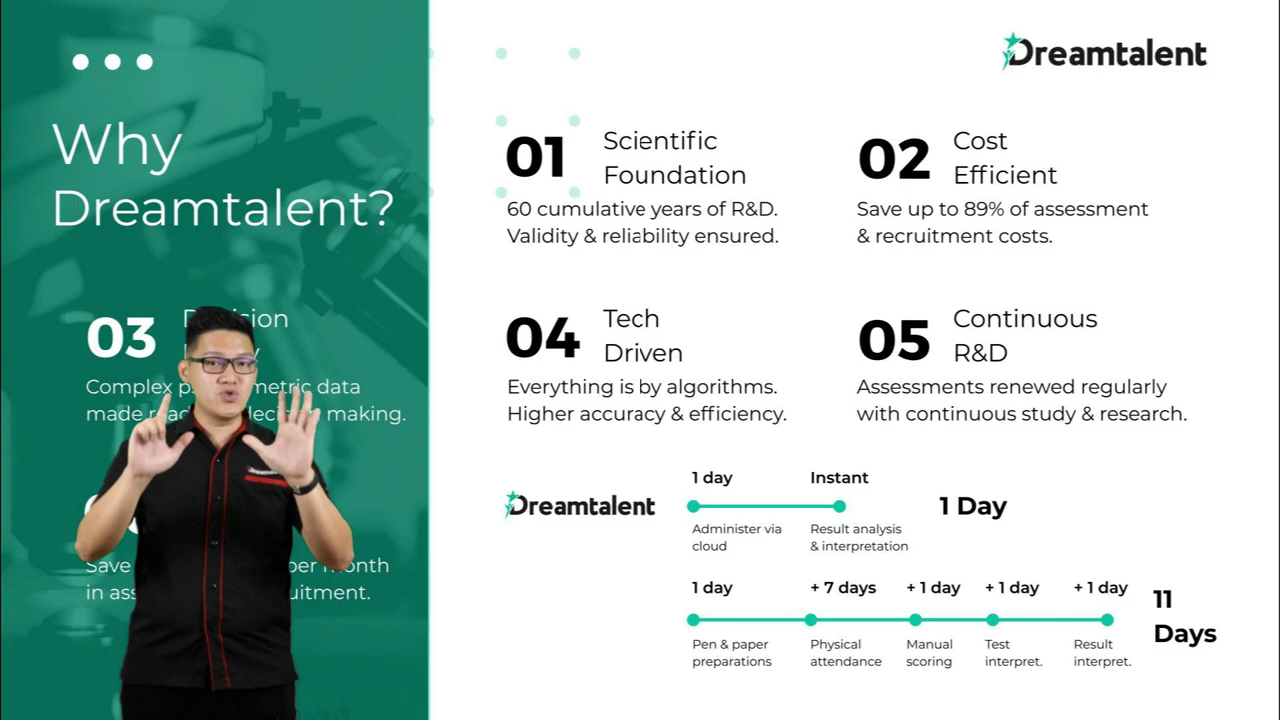 Dreamtalent
Why
Dreamtalent?
01
Scientific
Foundation
60 cumulative years of R&D.
Validity & reliability ensured.
02
Cost
Efficient
Save up to 89% of assessment
& recruitment costs.
03
Complex metric data
made making.
04
Tech
Driven
Everything is by algorithms.
Higher accuracy & efficiency.
05
Continuous
R&D
Assessments renewed regularly
with continuous study & research.
Save per month
in
Dreamtalent
1 day
Instant
1 Day
Administer via
cloud
Result analysis
& interpretation
1 day
+ 7 days
+ 1 day
+ 1 day
+ 1 day
11
Days
Pen & paper
preparations
Physical
attendance
Manual
scoring
Test
interpret.
Result
interpret.